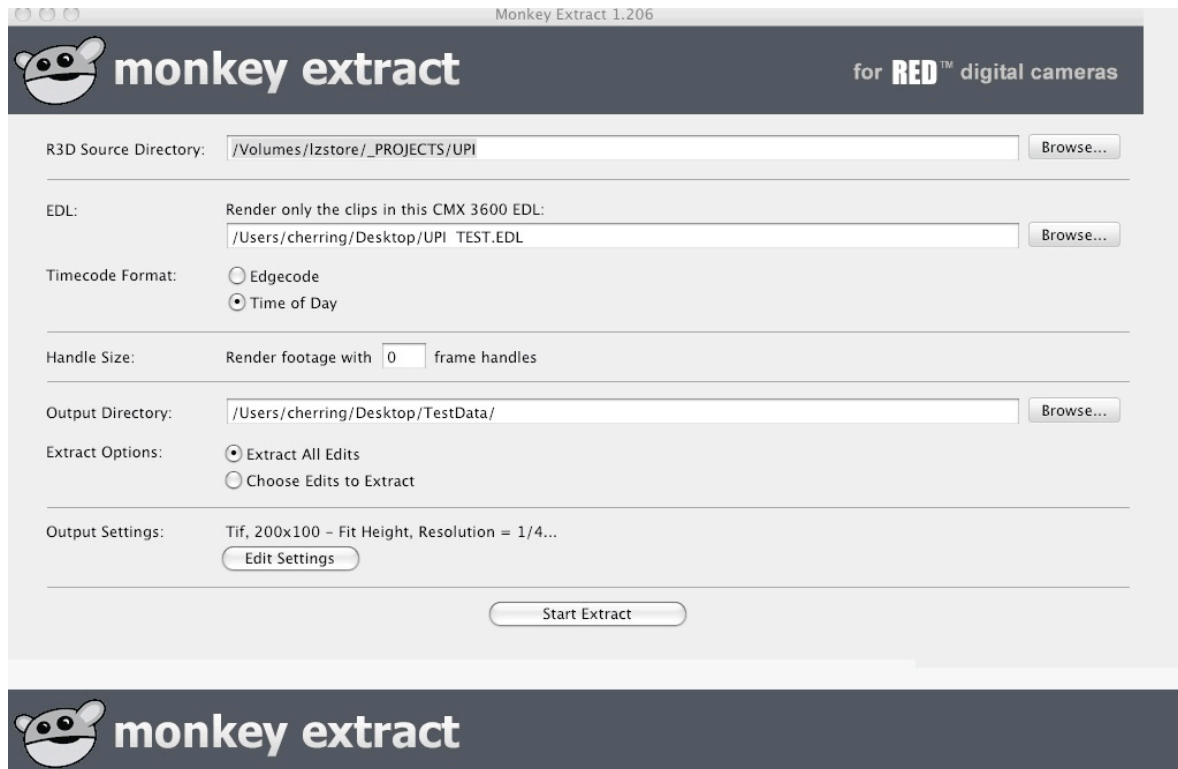 Monkey Extract 1.206
monkey extract
for RED™ digital cameras
R3D Source Directory: /Volumes/lzstore/_PROJECTS/UPI Browse...
EDL: Render only the clips in this CMX 3600 EDL:
/Users/cherring/Desktop/UPI TEST.EDL Browse...
Timecode Format: Edgecode
Time of Day
Handle Size: Render footage with 0 frame handles
Output Directory: /Users/cherring/Desktop/TestData/ Browse...
Extract Options: Extract All Edits
Choose Edits to Extract
Output Settings: Tif, 200x100 – Fit Height, Resolution = 1/4...
Edit Settings
Start Extract
monkey extract